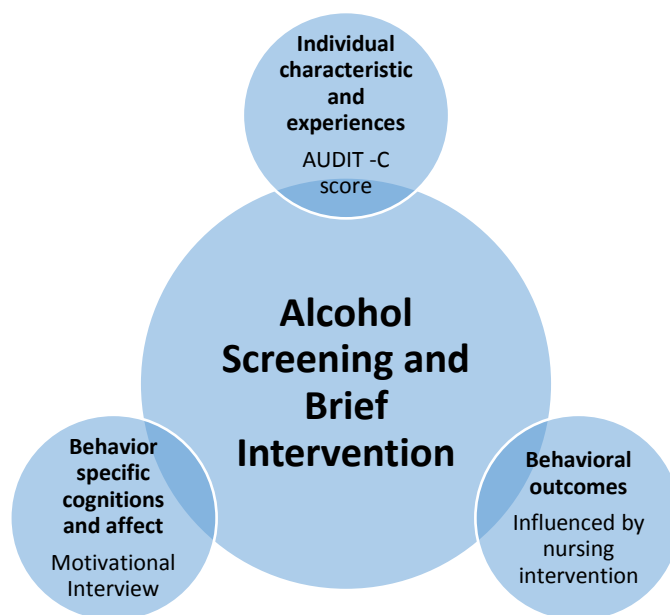 Individual
characteristic
and
experiences
AUDIT -C
score
Alcohol
Screening and
Brief
Intervention
Behavior
specific
cognitions
and affect
Motivational
Interview
Behavioral
outcomes
Influenced by
nursing
intervention